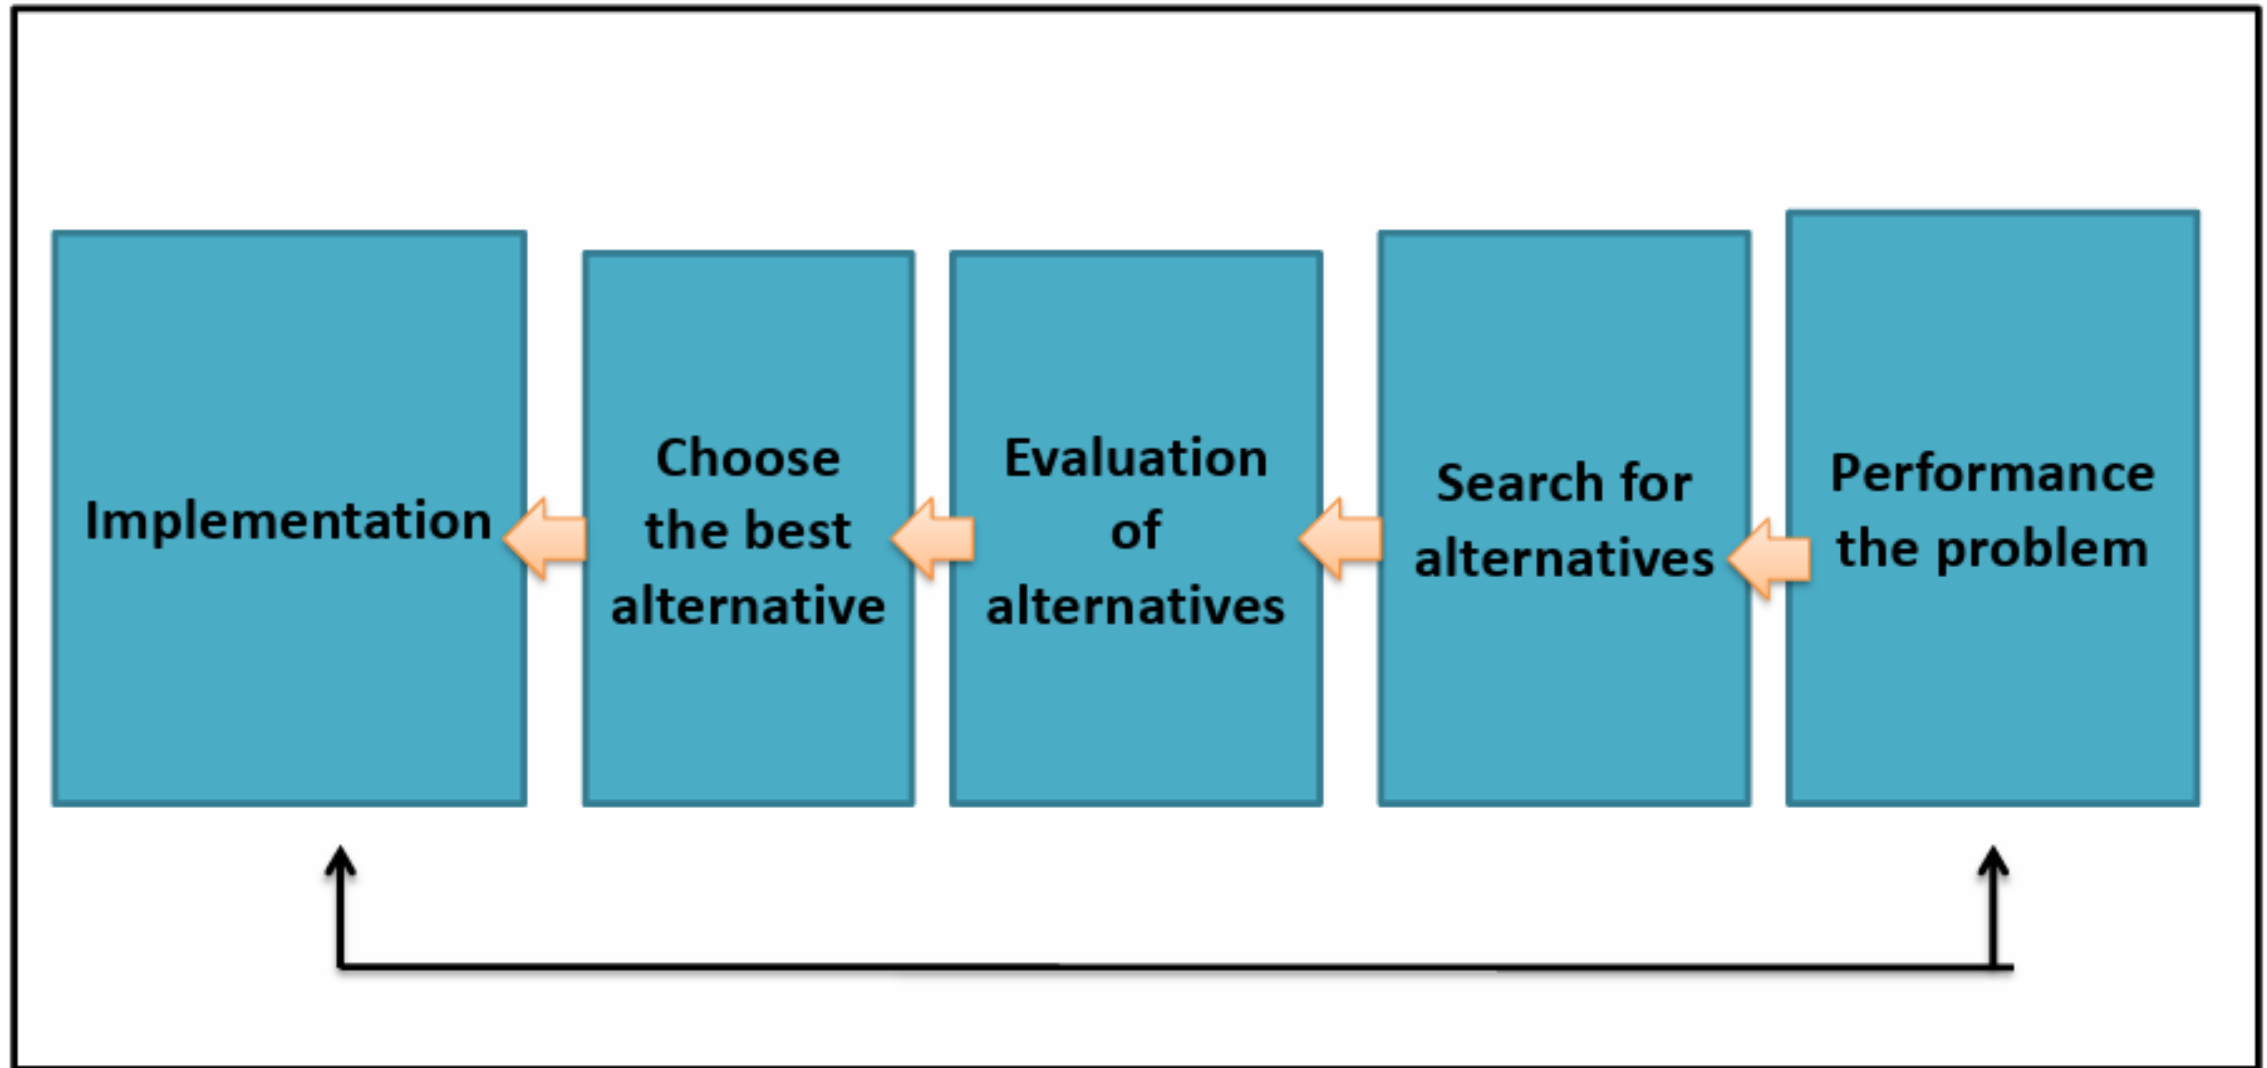 Implementation
Choose
the best
alternative
Evaluation
of
alternatives
Search for
alternatives
Performance
the problem